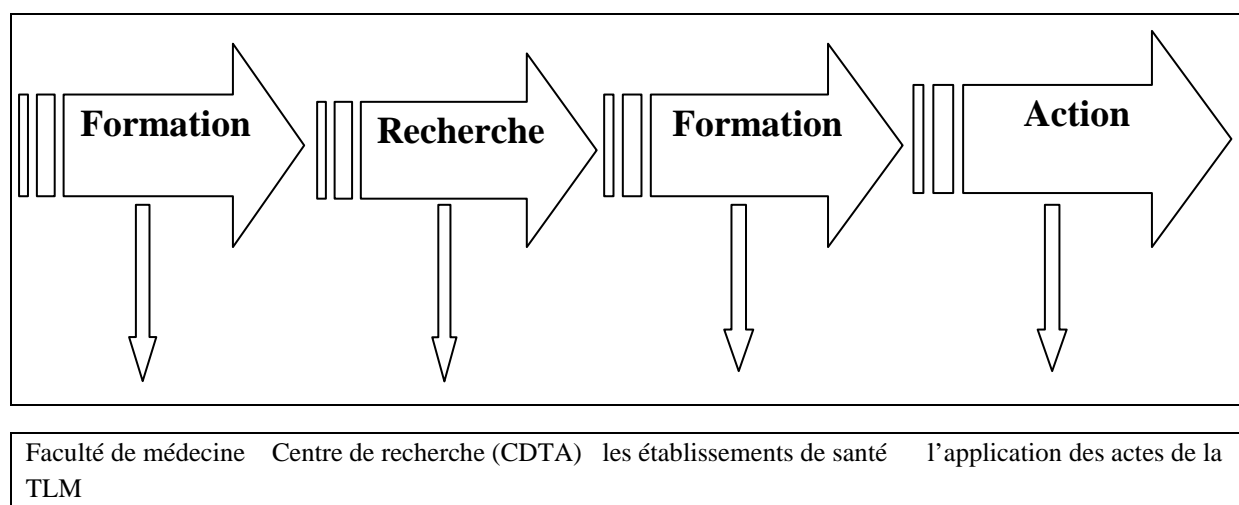 Formation Recherche Formation Action
Faculté de médecine Centre de recherche (CDTA) les établissements de santé l’application des actes de la
TLM